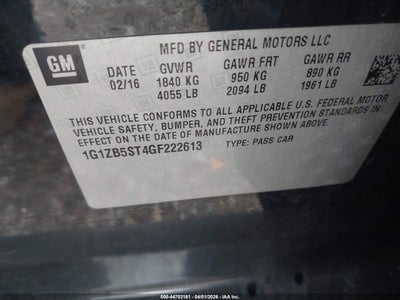 GM
MFD BY GENERAL MOTORS LLC
DATE GVWR GAWR FRT GAWR RR
02/16 1840 KG 950 KG 890 KG
4055 LB 2094 LB 1961 LB
THIS VEHICLE CONFORMS TO ALL APPLICABLE U.S. FEDERAL MOTOR
VEHICLE SAFETY, BUMPER, AND THEFT PREVENTION STANDARDS IN
EFFECT ON THE DATE OF MANUFACTURE SHOWN ABOVE.
1G1ZB5ST4GF222613 TYPE: PASS CAR
000-44702161 - 04/01/2026 - IAA Inc.